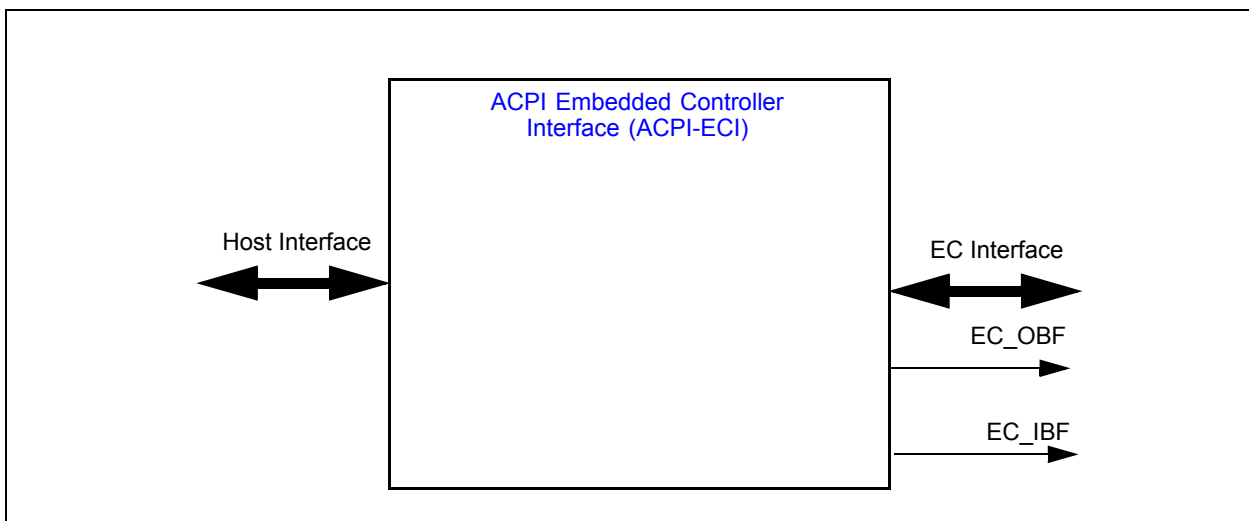 ACPI Embedded Controller
Interface (ACPI-ECI)
Host Interface
EC Interface
EC_OBF
EC_IBF